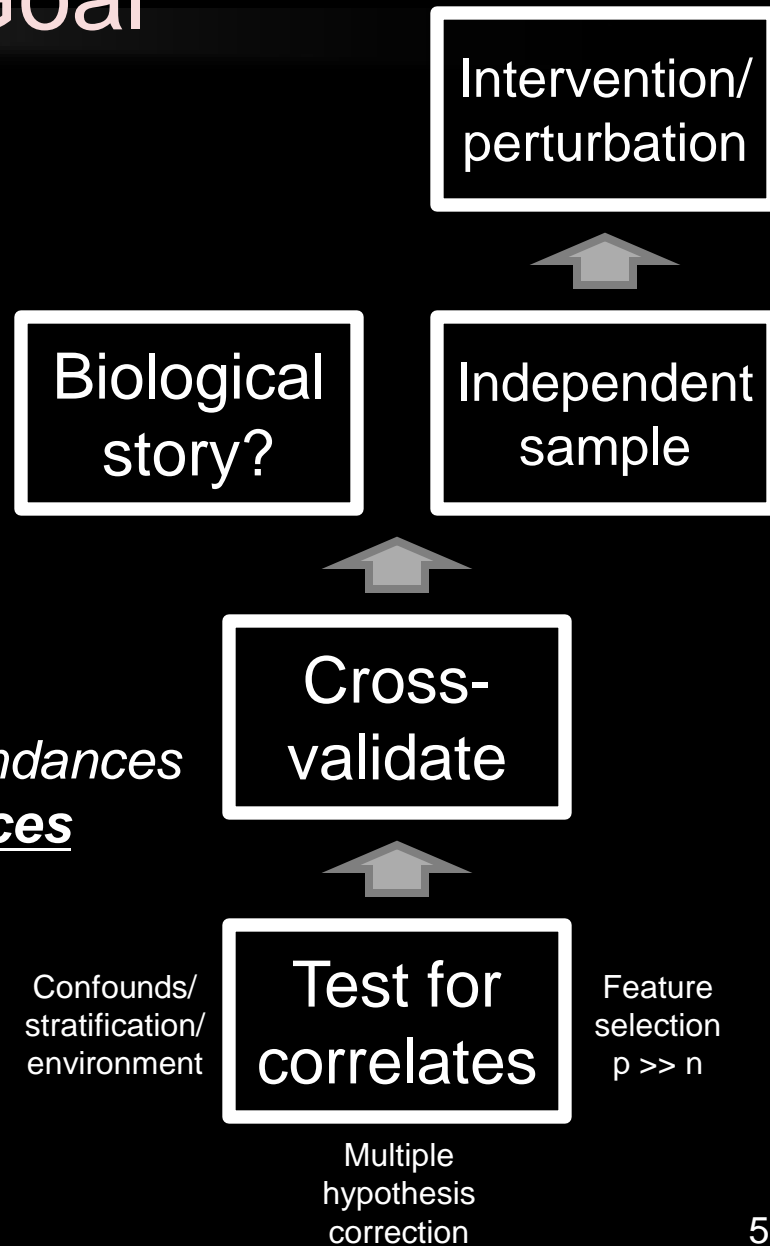 Goal
Intervention/
perturbation
Biological
story?
Independent
sample
Cross-
validate
ndances
ces
Test for
correlates
Confounds/
stratification/
environment
Feature
selection
p >> n
Multiple
hypothesis
correction
5